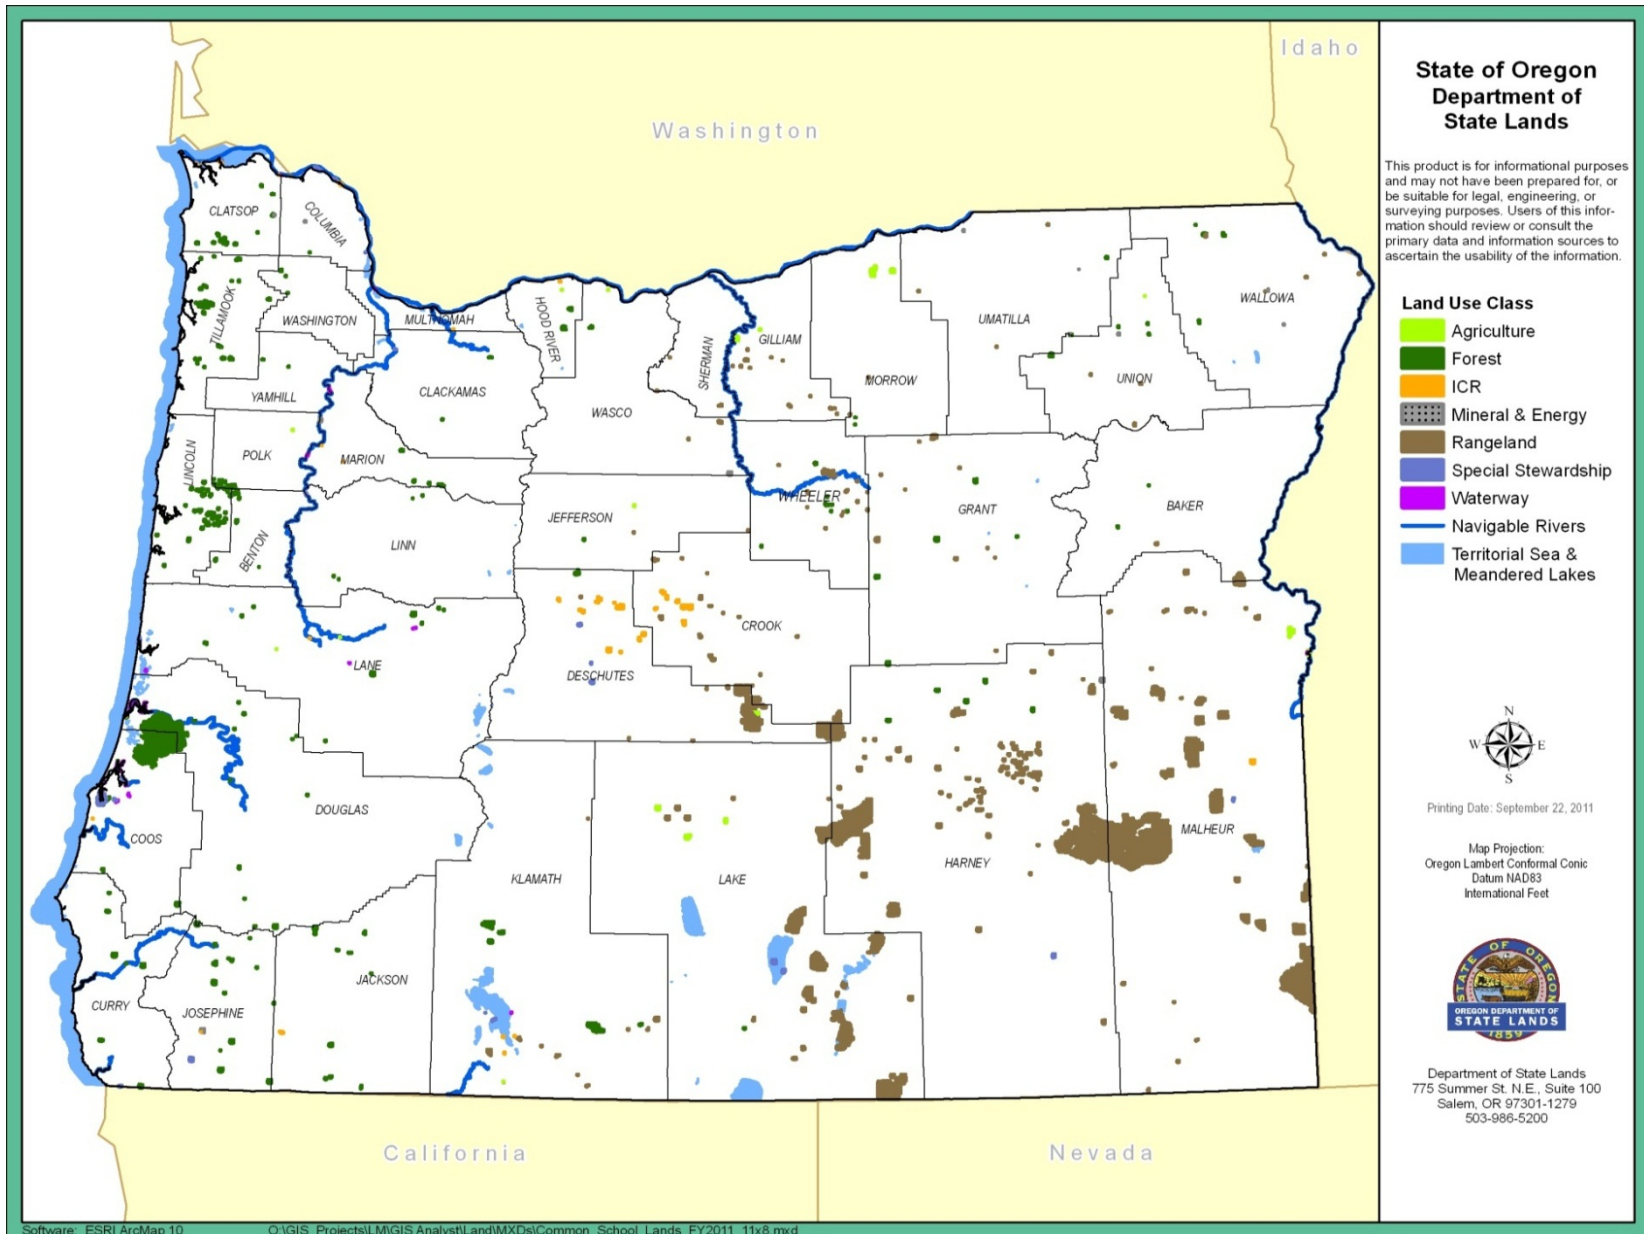 Idaho
Washington
CLATSOP
COLUMBIA
TILLAMOOK
WASHINGTON
MULTNOMAH
HOOD RIVER
SHERMAN
GILLIAM
UMATILLA
WALLOWA
MORROW
UNION
YAMHILL
CLACKAMAS
WASCO
LINCOLN
POLK
MARION
WHEELER
GRANT
BAKER
JEFFERSON
BENTON
LINN
CROOK
LANE
DESCHUTES
DOUGLAS
COOS
MALHEUR
HARNEY
KLAMATH
LAKE
JACKSON
CURRY
JOSEPHINE
California
Nevada
State of Oregon
Department of
State Lands
This product is for informational purposes
and may not have been prepared for, or
be suitable for legal, engineering, or
surveying purposes. Users of this infor-
mation should review or consult the
primary data and information sources to
ascertain the usability of the information.
Land Use Class
Agriculture
Forest
ICR
Mineral & Energy
Rangeland
Special Stewardship
Waterway
Navigable Rivers
Territorial Sea &
Meandered Lakes
N
W E
S
Printing Date: September 22, 2011
Map Projection:
Oregon Lambert Conformal Conic
Datum NAD83
International Feet
STATE OF OREGON
OREGON DEPARTMENT OF
STATE LANDS
1859
Department of State Lands
775 Summer St. N.E., Suite 100
Salem, OR 97301-1279
503-986-5200
Software: ESRI ArcMap 10 O:\GIS_Projects\LM\GIS Analyst\Land\MXDs\Common_School_Lands_FY2011_11x8.mxd